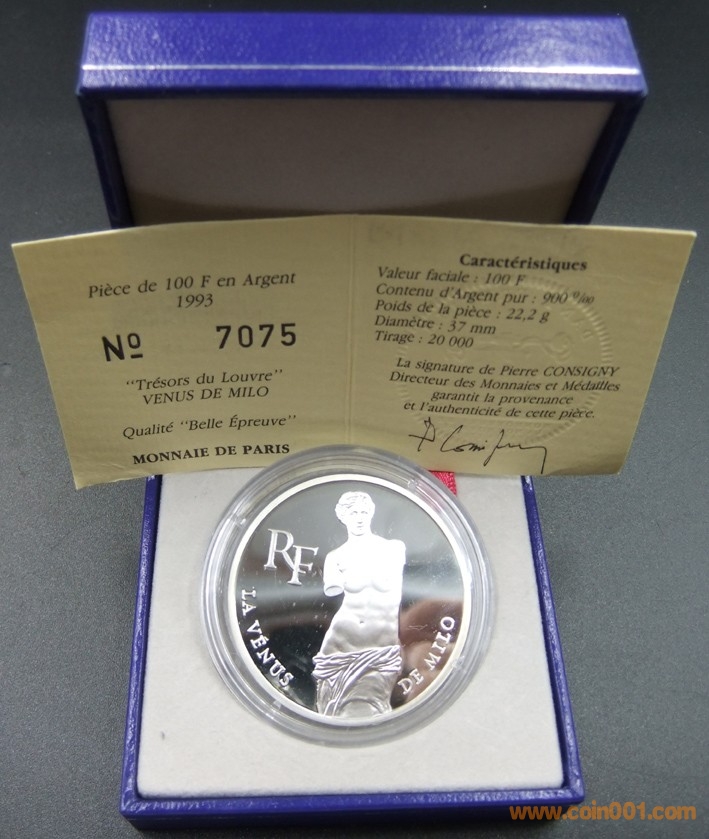 Pièce de 100 F en Argent
1993
Nº 7075
"Trésors du Louvre"
VENUS DE MILO
Qualité "Belle Épreuve"
MONNAIE DE PARIS
Caractéristiques
Valeur faciale : 100 F
Contenu d'Argent pur : 900 º/oo
Poids de la pièce : 22,2 g
Diamètre : 37 mm
Tirage : 20 000
La signature de Pierre CONSIGNY
Directeur des Monnaies et Médailles
garantit la provenance
et l'authenticité de cette pièce.
RF
LA VÉNUS
DE MILO
www.coin001.com